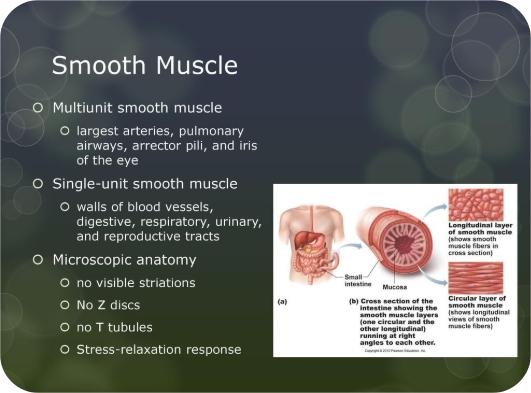 Smooth Muscle
Multiunit smooth muscle
largest arteries, pulmonary
airways, arrector pili, and iris
of the eye
Single-unit smooth muscle
walls of blood vessels,
digestive, respiratory, urinary,
and reproductive tracts
Microscopic anatomy
no visible striations
No Z discs
no T tubules
Stress-relaxation response
Small
intestine
(a)
Mucosa
(b) Cross section of the
intestine showing the
smooth muscle layers
(one circular and the
other longitudinal)
running at right
angles to each other.
Longitudinal layer
of smooth muscle
(shows smooth
muscle fibers in
cross section)
Circular layer of
smooth muscle
(shows longitudinal
views of smooth
muscle fibers)
Copyright © 2010 Pearson Education, Inc.